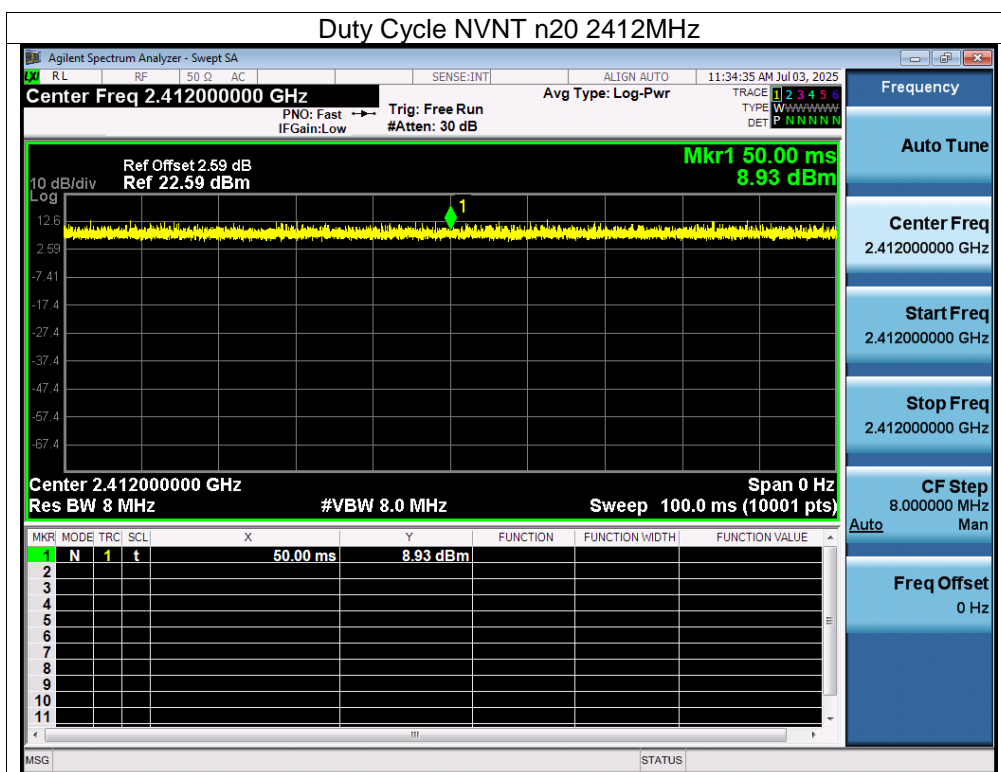 Duty Cycle NVNT n20 2412MHz
Agilent Spectrum Analyzer - Swept SA
LXI RL RF 50 Ω AC SENSE:INT ALIGN AUTO 11:34:35 AM Jul 03, 2025
Center Freq 2.412000000 GHz Avg Type: Log-Pwr TRACE 1 2 3 4 5 6
PNO: Fast Trig: Free Run TYPE WWWWWW
IFGain:Low #Atten: 30 dB DET P N N N N N
Mkr1 50.00 ms
8.93 dBm
Ref Offset 2.59 dB
10 dB/div Ref 22.59 dBm
Log
1
12.6
2.59
-7.41
-17.4
-27.4
-37.4
-47.4
-57.4
-67.4
Center 2.412000000 GHz Span 0 Hz
Res BW 8 MHz #VBW 8.0 MHz Sweep 100.0 ms (10001 pts)
MKR MODE TRC SCL X Y FUNCTION FUNCTION WIDTH FUNCTION VALUE
1 N 1 t 50.00 ms 8.93 dBm
2
3
4
5
6
7
8
9
10
11
MSG STATUS
Frequency
Auto Tune
Center Freq
2.412000000 GHz
Start Freq
2.412000000 GHz
Stop Freq
2.412000000 GHz
CF Step
8.000000 MHz
Auto Man
Freq Offset
0 Hz